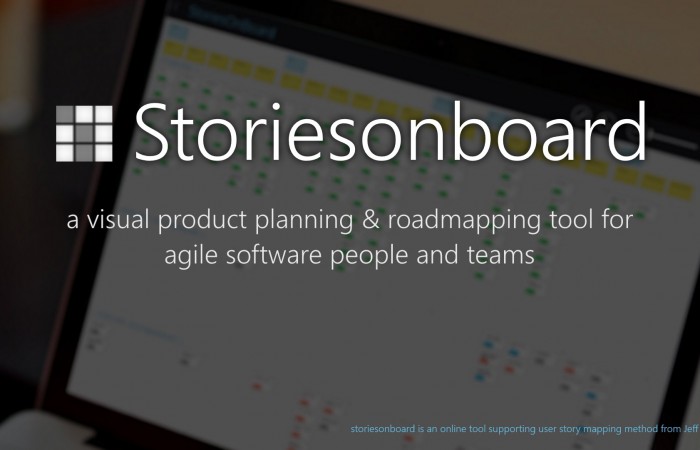 StoriesOnBoard
Storiesonboard
a visual product planning & roadmapping tool for
agile software people and teams
storiesonboard is an online tool supporting user story mapping method from Jeff